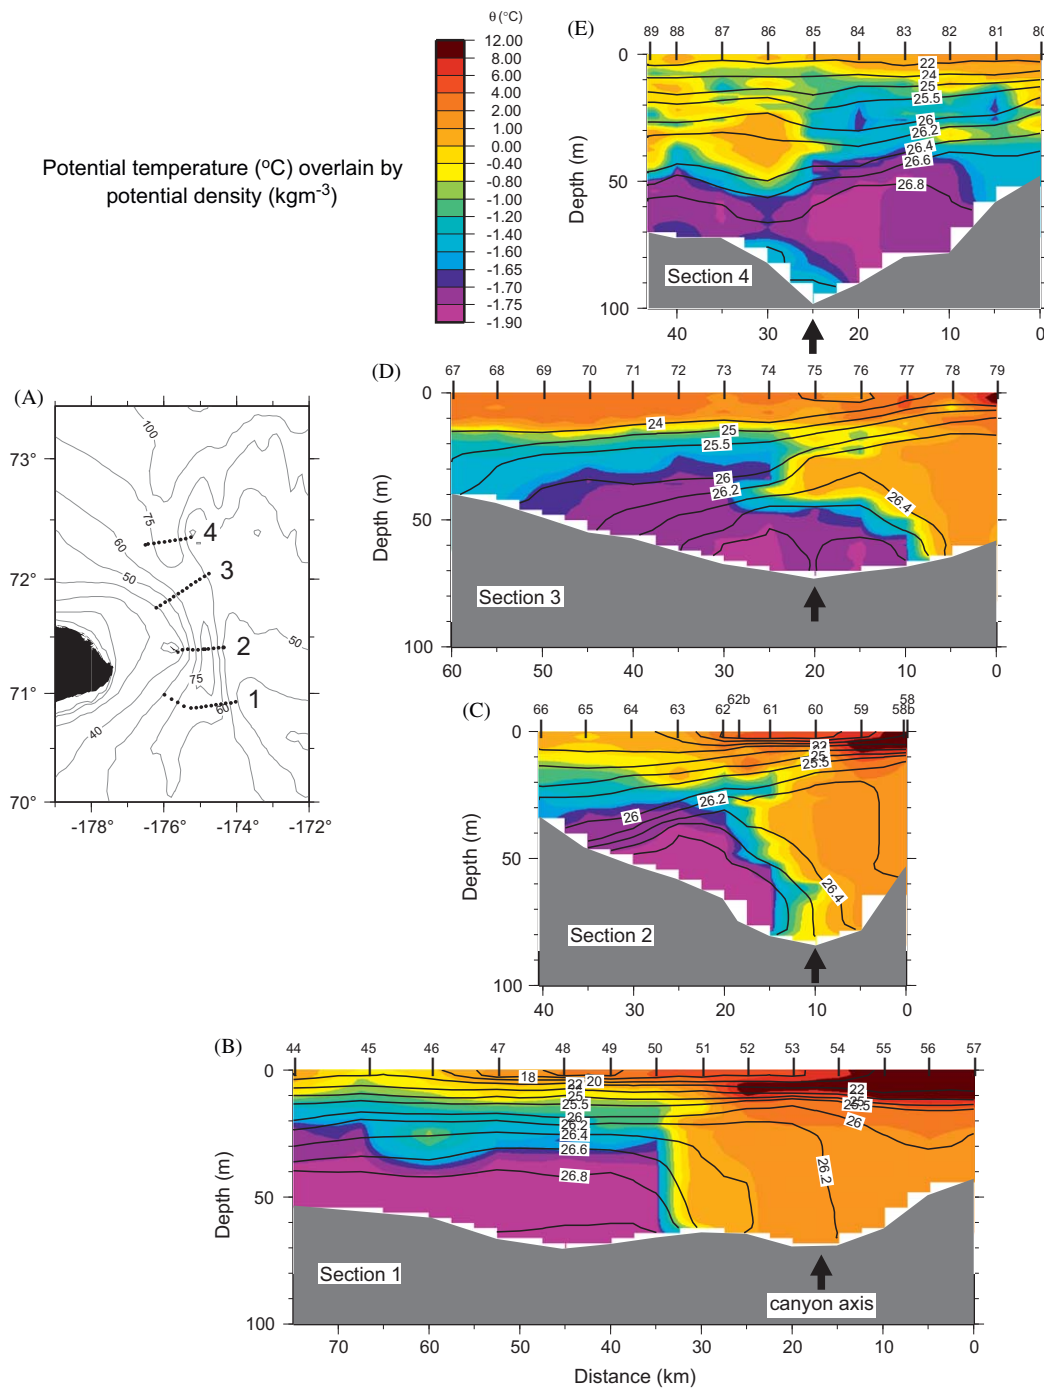 θ (°C)
12.00
8.00
6.00
4.00
2.00
1.00
0.00
-0.40
-0.80
-1.00
-1.20
-1.60
-1.65
-1.70
-1.75
-1.90
Potential temperature (°C) overlain by
potential density (kgm-3)
(E)
89 88 87 86 85 84 83 82 81 80
0
50
100
Depth (m)
22
24
25
25.5
26
26.2
26.4
26.6
26.8
Section 4
40 30 20 10 0
(A)
73°
72°
71°
70°
-178° -176° -174° -172°
100
75
60
50
75
60
50
40
4
3
2
1
(D)
67 68 69 70 71 72 73 74 75 76 77 78 79
0
50
100
Depth (m)
24
25
25.5
26
26.2
26.4
Section 3
60 50 40 30 20 10 0
(C)
66 65 64 63 62 62b 61 60 59 58 58b
0
50
100
Depth (m)
22
25
25.5
26
26.2
26.4
Section 2
40 30 20 10 0
(B)
44 45 46 47 48 49 50 51 52 53 54 55 56 57
0
50
100
Depth (m)
18
20
22
25
25.5
26
26.2
26.4
26.6
26.8
22
25
25.5
26
26.2
Section 1
canyon axis
70 60 50 40 30 20 10 0
Distance (km)